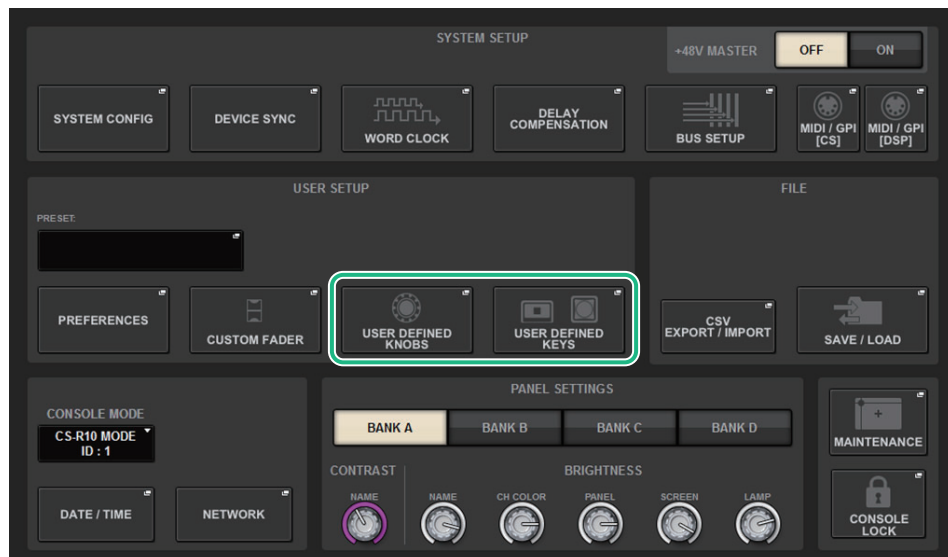 SYSTEM SETUP
+48V MASTER
OFF
ON
SYSTEM CONFIG
DEVICE SYNC
WORD CLOCK
DELAY
COMPENSATION
BUS SETUP
MIDI / GPI
[CS]
MIDI / GPI
[DSP]
USER SETUP
PRESET:
PREFERENCES
CUSTOM FADER
USER DEFINED
KNOBS
USER DEFINED
KEYS
FILE
CSV
EXPORT / IMPORT
SAVE / LOAD
CONSOLE MODE
CS-R10 MODE
ID : 1
DATE / TIME
NETWORK
PANEL SETTINGS
BANK A
BANK B
BANK C
BANK D
CONTRAST
BRIGHTNESS
NAME
NAME
CH COLOR
PANEL
SCREEN
LAMP
MAINTENANCE
CONSOLE
LOCK